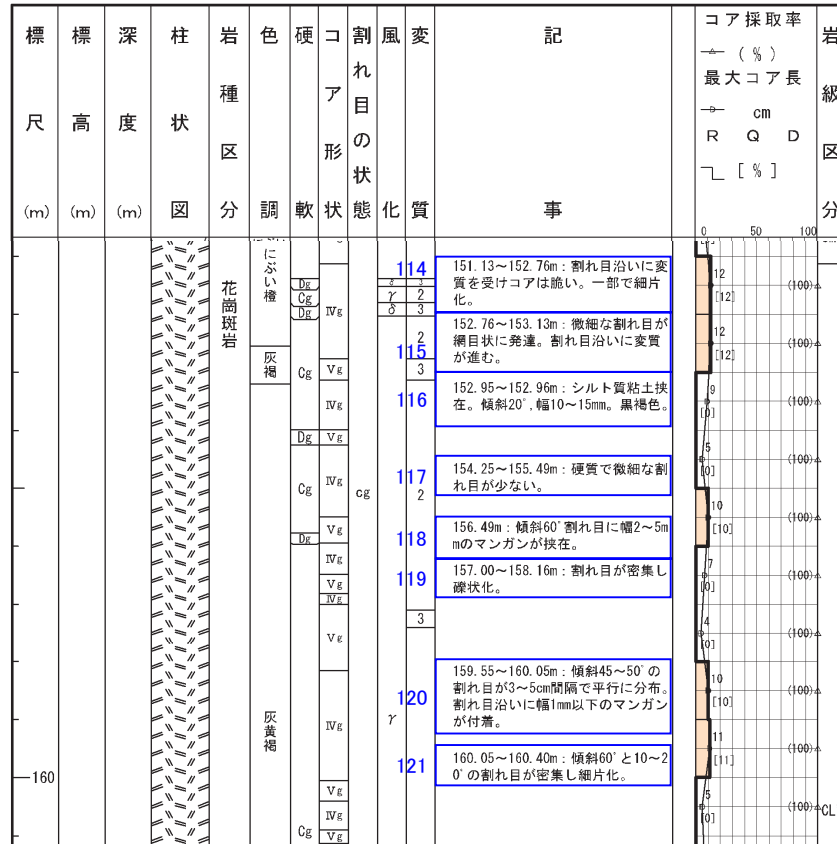 標尺(m)
標高(m)
深度(m)
柱状図
岩種区分
色調
硬軟
コア形状
割れ目の状態
風化
変質
記事
コア採取率
(%)
最大コア長
cm
R Q D
[%]
岩級区分
0 50 100
にぶい橙
灰褐
灰黄褐
花崗斑岩
Dg
Cg
Dg
Cg
Dg
Cg
Dg
Cg
Ⅳg
Ⅴg
Ⅳg
Ⅴg
Ⅳg
Ⅴg
Ⅳg
Ⅴg
Ⅳg
Ⅴg
Ⅳg
Ⅴg
Ⅳg
Ⅴg
cg
γ
δ
γ
3
2
3
2
3
2
3
114
151.13~152.76m：割れ目沿いに変
質を受けコアは脆い。一部で細片
化。
115
152.76~153.13m：微細な割れ目が
網目状に発達。割れ目沿いに変質
が進む。
116
152.95~152.96m：シルト質粘土挟
在。傾斜20°,幅10~15mm。黒褐色。
117
154.25~155.49m：硬質で微細な割
れ目が少ない。
118
156.49m：傾斜60°割れ目に幅2~5m
mのマンガンが挟在。
119
157.00~158.16m：割れ目が密集し
礫状化。
120
159.55~160.05m：傾斜45~50°の
割れ目が3~5cm間隔で平行に分布。
割れ目沿いに幅1mm以下のマンガン
が付着。
121
160.05~160.40m：傾斜60°と10~2
0°の割れ目が密集し細片化。
160
12
(100)
[12]
12
(100)
[12]
9
(100)
[0]
5
(100)
[0]
10
(100)
[10]
7
(100)
[0]
4
(100)
[0]
10
(100)
[10]
11
(100)
[11]
5
(100)
[0]
CL